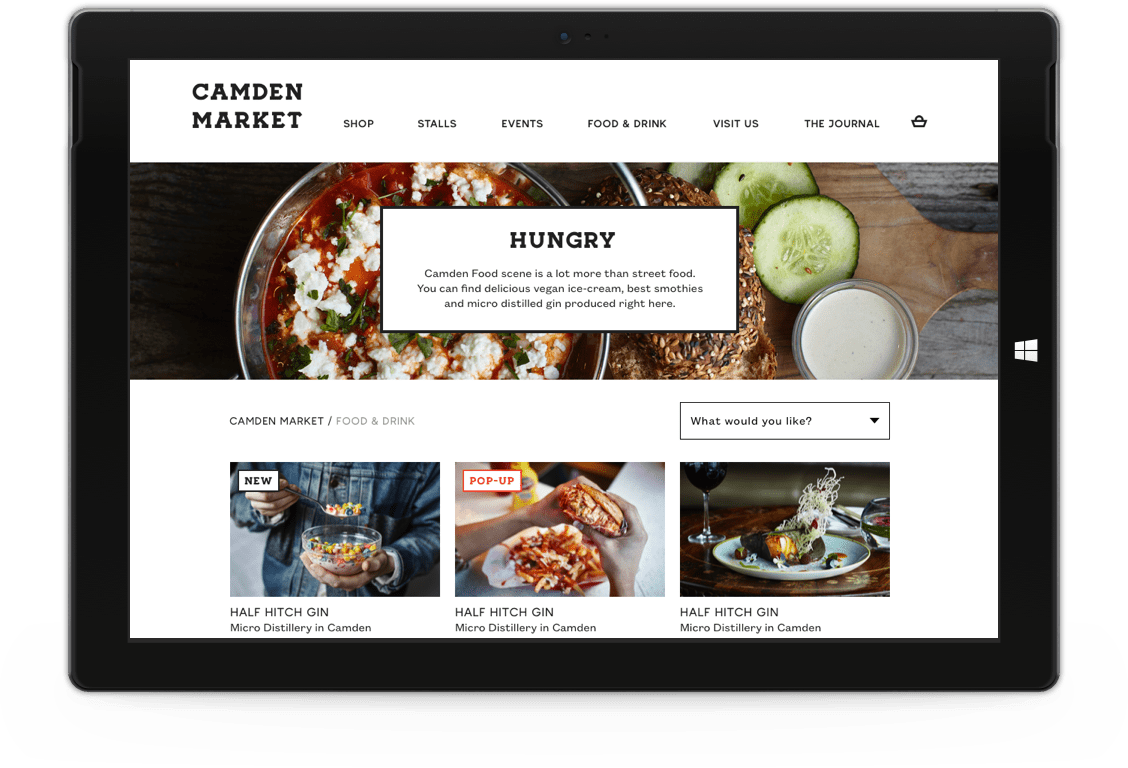 CAMDEN
MARKET
SHOP
STALLS
EVENTS
FOOD & DRINK
VISIT US
THE JOURNAL
HUNGRY
Camden Food scene is a lot more than street food.
You can find delicious vegan ice-cream, best smothies
and micro distilled gin produced right here.
CAMDEN MARKET / FOOD & DRINK
What would you like?
NEW
POP-UP
HALF HITCH GIN
Micro Distillery in Camden
HALF HITCH GIN
Micro Distillery in Camden
HALF HITCH GIN
Micro Distillery in Camden